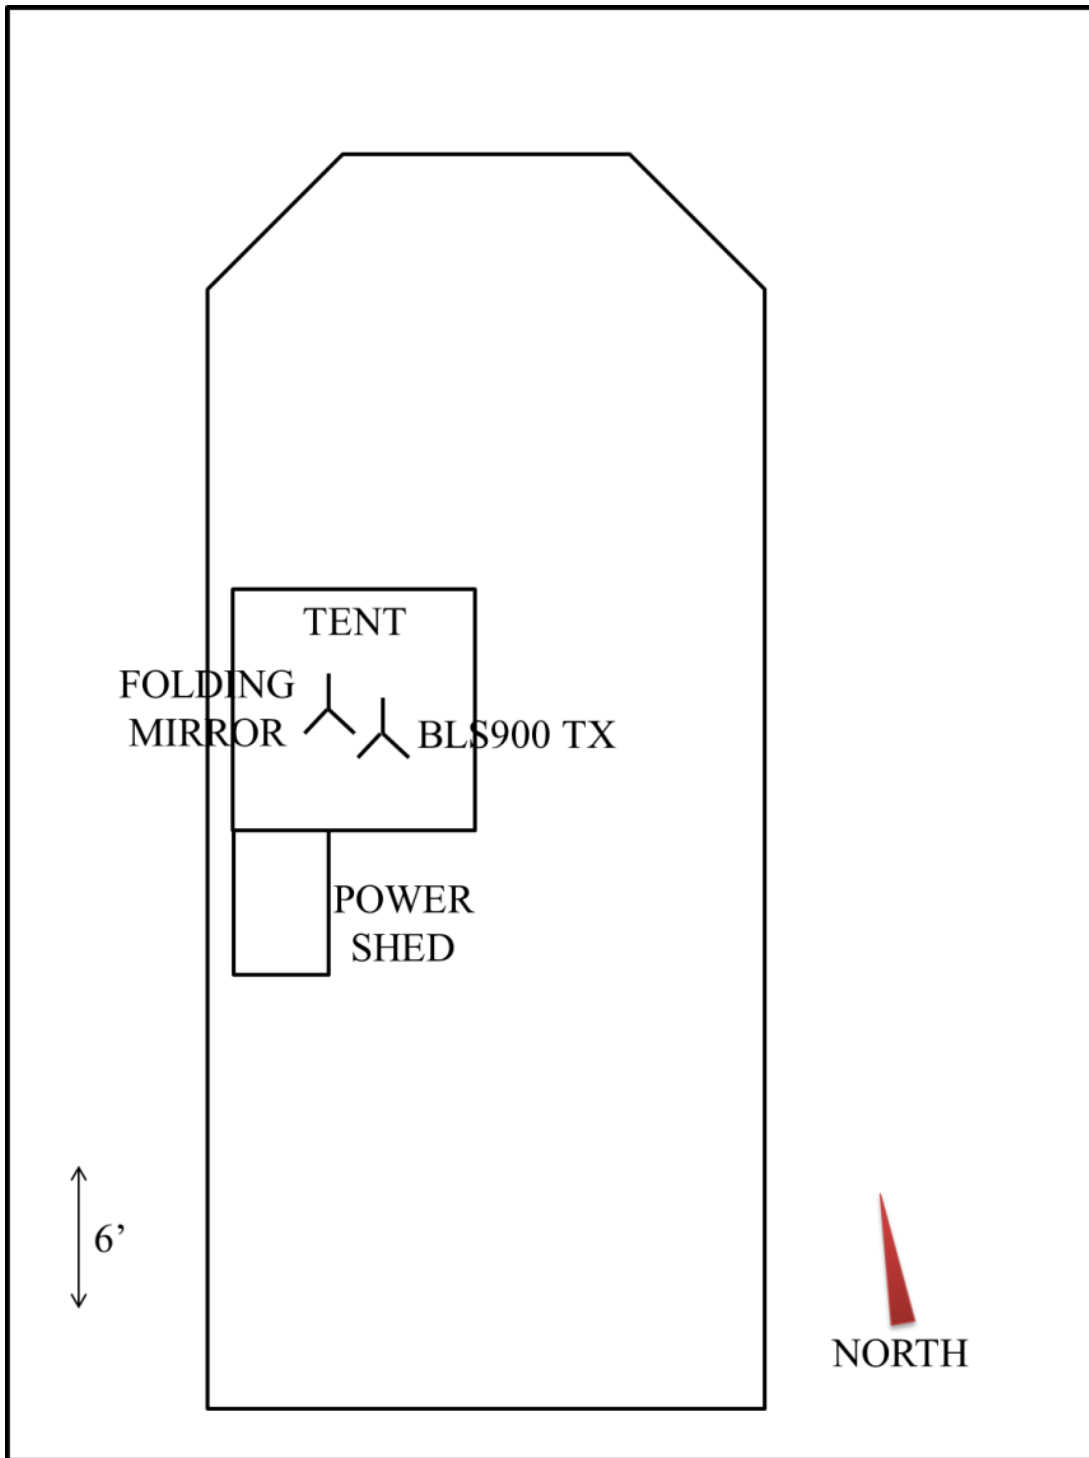 TENT
FOLDING
MIRROR
BLS900 TX
POWER
SHED
6’
NORTH